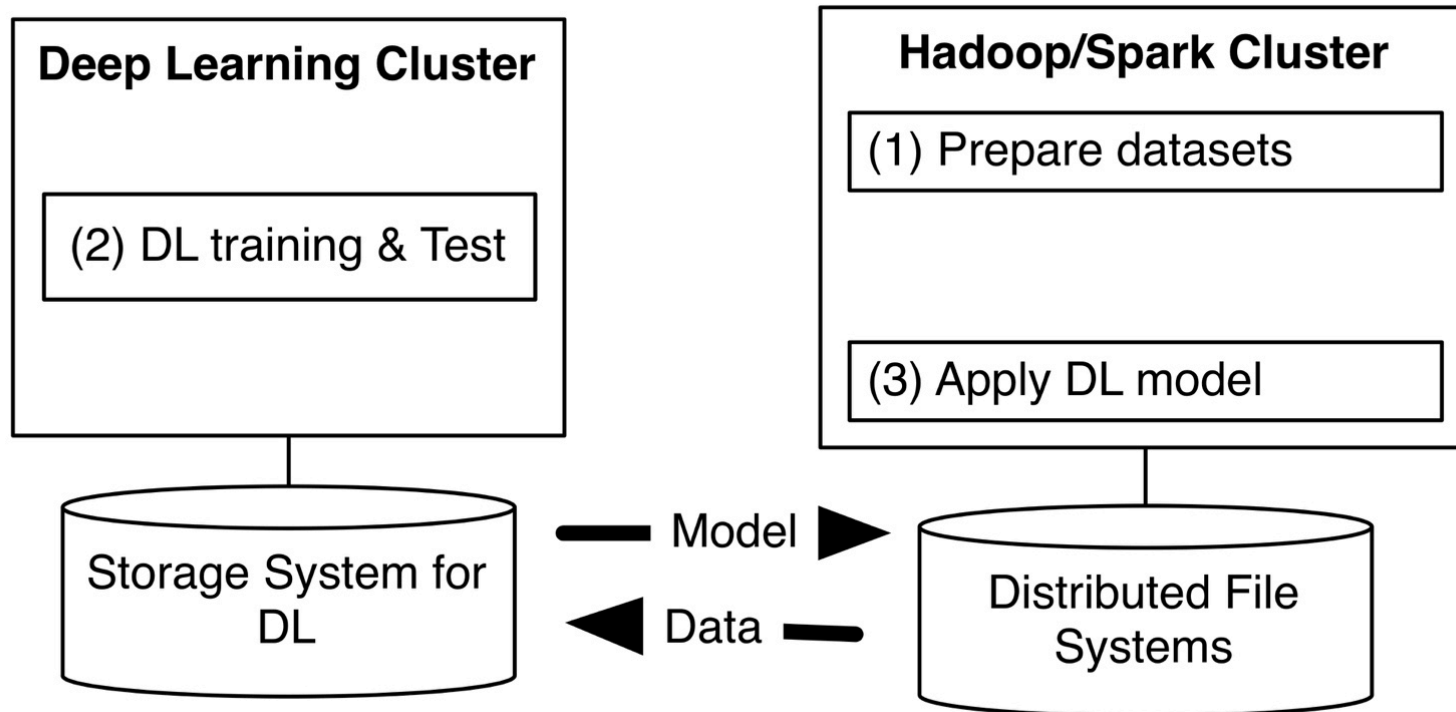 Deep Learning Cluster
(2) DL training & Test
Storage System for
DL
Model
Data
Hadoop/Spark Cluster
(1) Prepare datasets
(3) Apply DL model
Distributed File
Systems